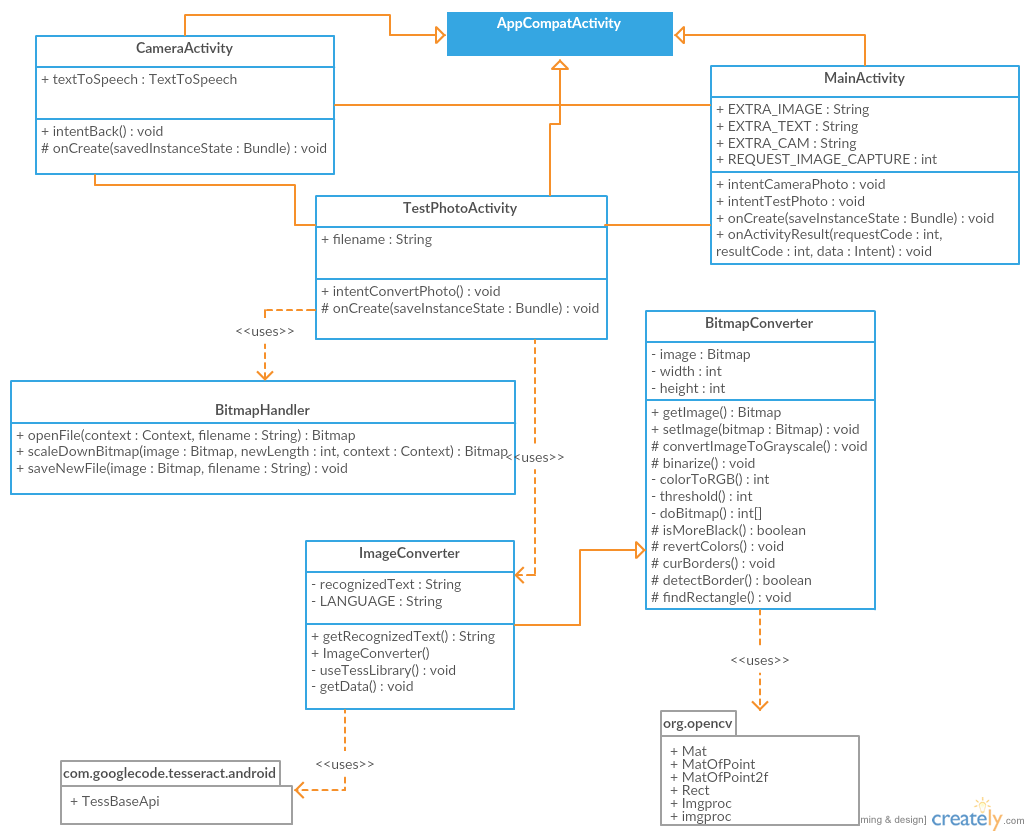 AppCompatActivity
CameraActivity
+ textToSpeech : TextToSpeech
+ intentBack() : void
# onCreate(savedInstanceState : Bundle) : void
MainActivity
+ EXTRA_IMAGE : String
+ EXTRA_TEXT : String
+ EXTRA_CAM : String
+ REQUEST_IMAGE_CAPTURE : int
+ intentCameraPhoto : void
+ intentTestPhoto : void
+ onCreate(saveInstanceState : Bundle) : void
+ onActivityResult(requestCode : int,
resultCode : int, data : Intent) : void
TestPhotoActivity
+ filename : String
+ intentConvertPhoto() : void
# onCreate(saveInstanceState : Bundle) : void
<<uses>>
BitmapHandler
+ openFile(context : Context, filename : String) : Bitmap
+ scaleDownBitmap(image : Bitmap, newLength : int, context : Context) : Bitmap
+ saveNewFile(image : Bitmap, filename : String) : void
<<uses>>
BitmapConverter
- image : Bitmap
- width : int
- height : int
+ getImage() : Bitmap
+ setImage(bitmap : Bitmap) : void
# convertImageToGrayscale() : void
# binarize() : void
- colorToRGB() : int
- threshold() : int
- doBitmap() : int[]
# isMoreBlack() : boolean
# revertColors() : void
# curBorders() : void
# detectBorder() : boolean
# findRectangle() : void
ImageConverter
- recognizedText : String
- LANGUAGE : String
+ getRecognizedText() : String
+ ImageConverter()
- useTessLibrary() : void
- getData() : void
<<uses>>
<<uses>>
com.googlecode.tesseract.android
+ TessBaseApi
org.opencv
+ Mat
+ MatOfPoint
+ MatOfPoint2f
+ Rect
+ Imgproc
+ imgproc
ming & design]
creately.com